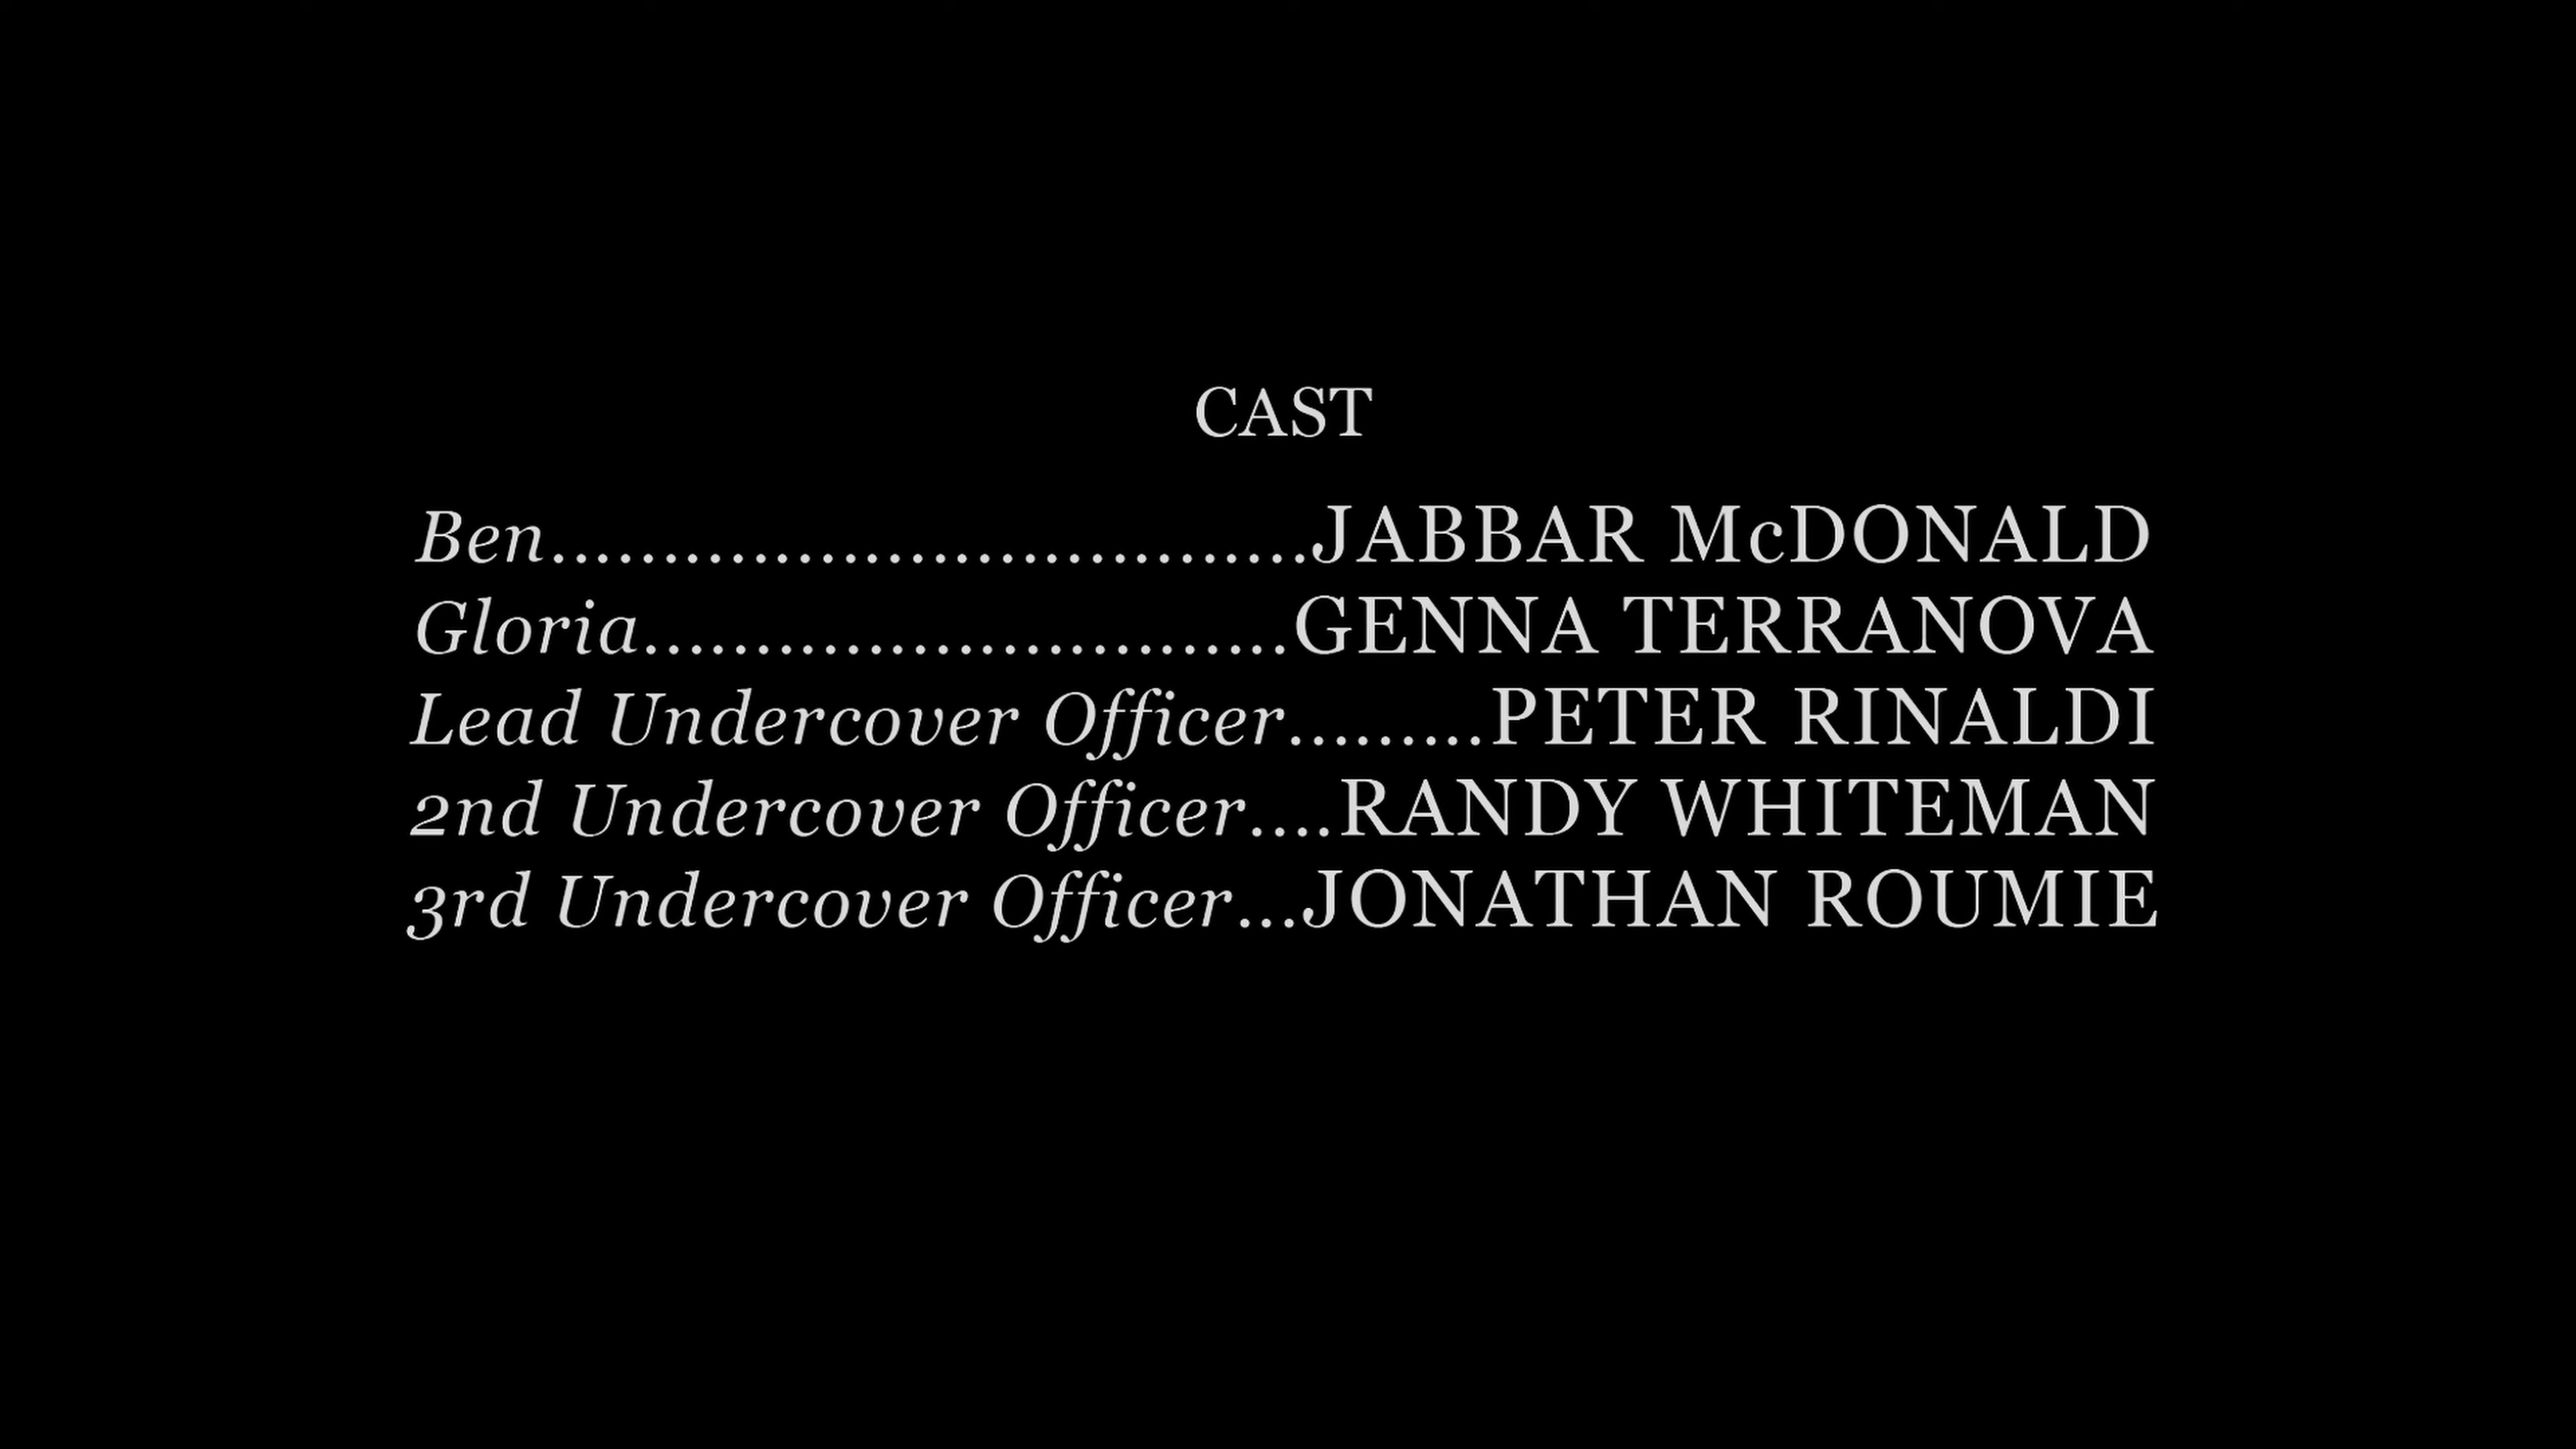 CAST
Ben..................................JABBAR McDONALD
Gloria.............................GENNA TERRANOVA
Lead Undercover Officer.........PETER RINALDI
2nd Undercover Officer....RANDY WHITEMAN
3rd Undercover Officer...JONATHAN ROUMIE